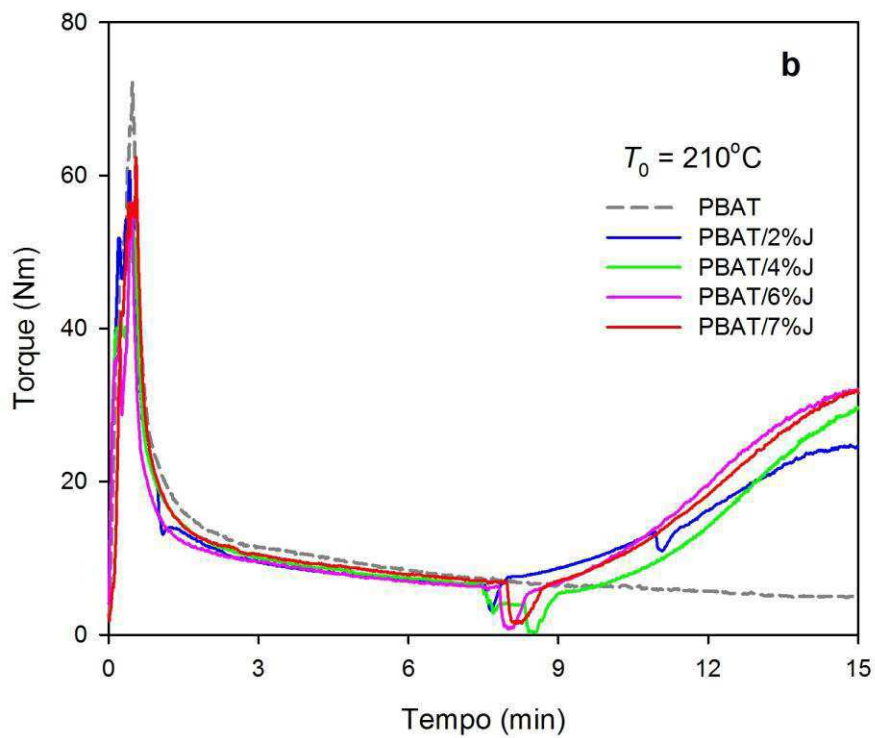 b
T₀ = 210°C
PBAT
PBAT/2%J
PBAT/4%J
PBAT/6%J
PBAT/7%J
Torque (Nm)
80
60
40
20
0
0 3 6 9 12 15
Tempo (min)